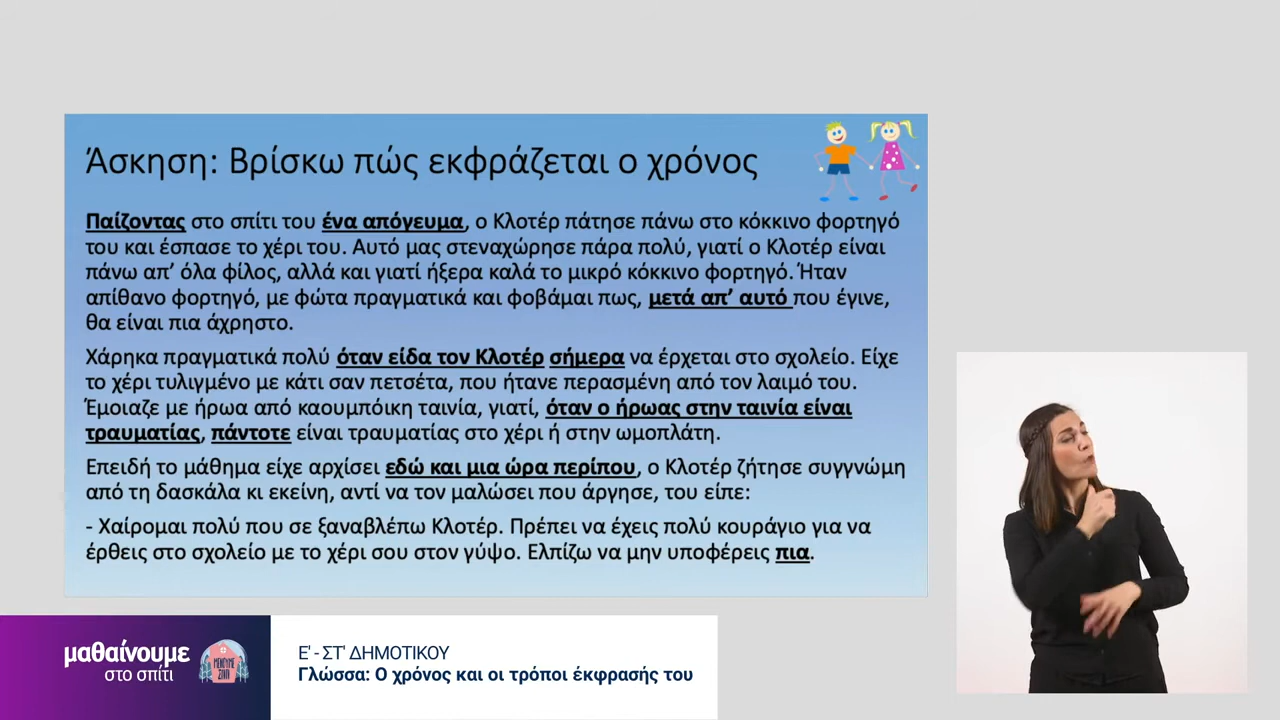 Άσκηση: Βρίσκω πώς εκφράζεται ο χρόνος
Παίζοντας στο σπίτι του ένα απόγευμα, ο Κλοτέρ πάτησε πάνω στο κόκκινο φορτηγό
του και έσπασε το χέρι του. Αυτό μας στεναχώρησε πάρα πολύ, γιατί ο Κλοτέρ είναι
πάνω απ’ όλα φίλος, αλλά και γιατί ήξερα καλά το μικρό κόκκινο φορτηγό. Ήταν
απίθανο φορτηγό, με φώτα πραγματικά και φοβάμαι πως, μετά απ’ αυτό που έγινε,
θα είναι πια άχρηστο.
Χάρηκα πραγματικά πολύ όταν είδα τον Κλοτέρ σήμερα να έρχεται στο σχολείο. Είχε
το χέρι τυλιγμένο με κάτι σαν πετσέτα, που ήτανε περασμένη από τον λαιμό του.
Έμοιαζε με ήρωα από καουμπόικη ταινία, γιατί, όταν ο ήρωας στην ταινία είναι
τραυματίας, πάντοτε είναι τραυματίας στο χέρι ή στην ωμοπλάτη.
Επειδή το μάθημα είχε αρχίσει εδώ και μια ώρα περίπου, ο Κλοτέρ ζήτησε συγγνώμη
από τη δασκάλα κι εκείνη, αντί να τον μαλώσει που άργησε, του είπε:
- Χαίρομαι πολύ που σε ξαναβλέπω Κλοτέρ. Πρέπει να έχεις πολύ κουράγιο για να
έρθεις στο σχολείο με το χέρι σου στον γύψο. Ελπίζω να μην υποφέρεις πια.
μαθαίνουμε
στο σπίτι
ΜΕΝΟΥΜΕ
ΣΠΙΤΙ
Ε' - ΣΤ' ΔΗΜΟΤΙΚΟΥ
Γλώσσα: Ο χρόνος και οι τρόποι έκφρασής του